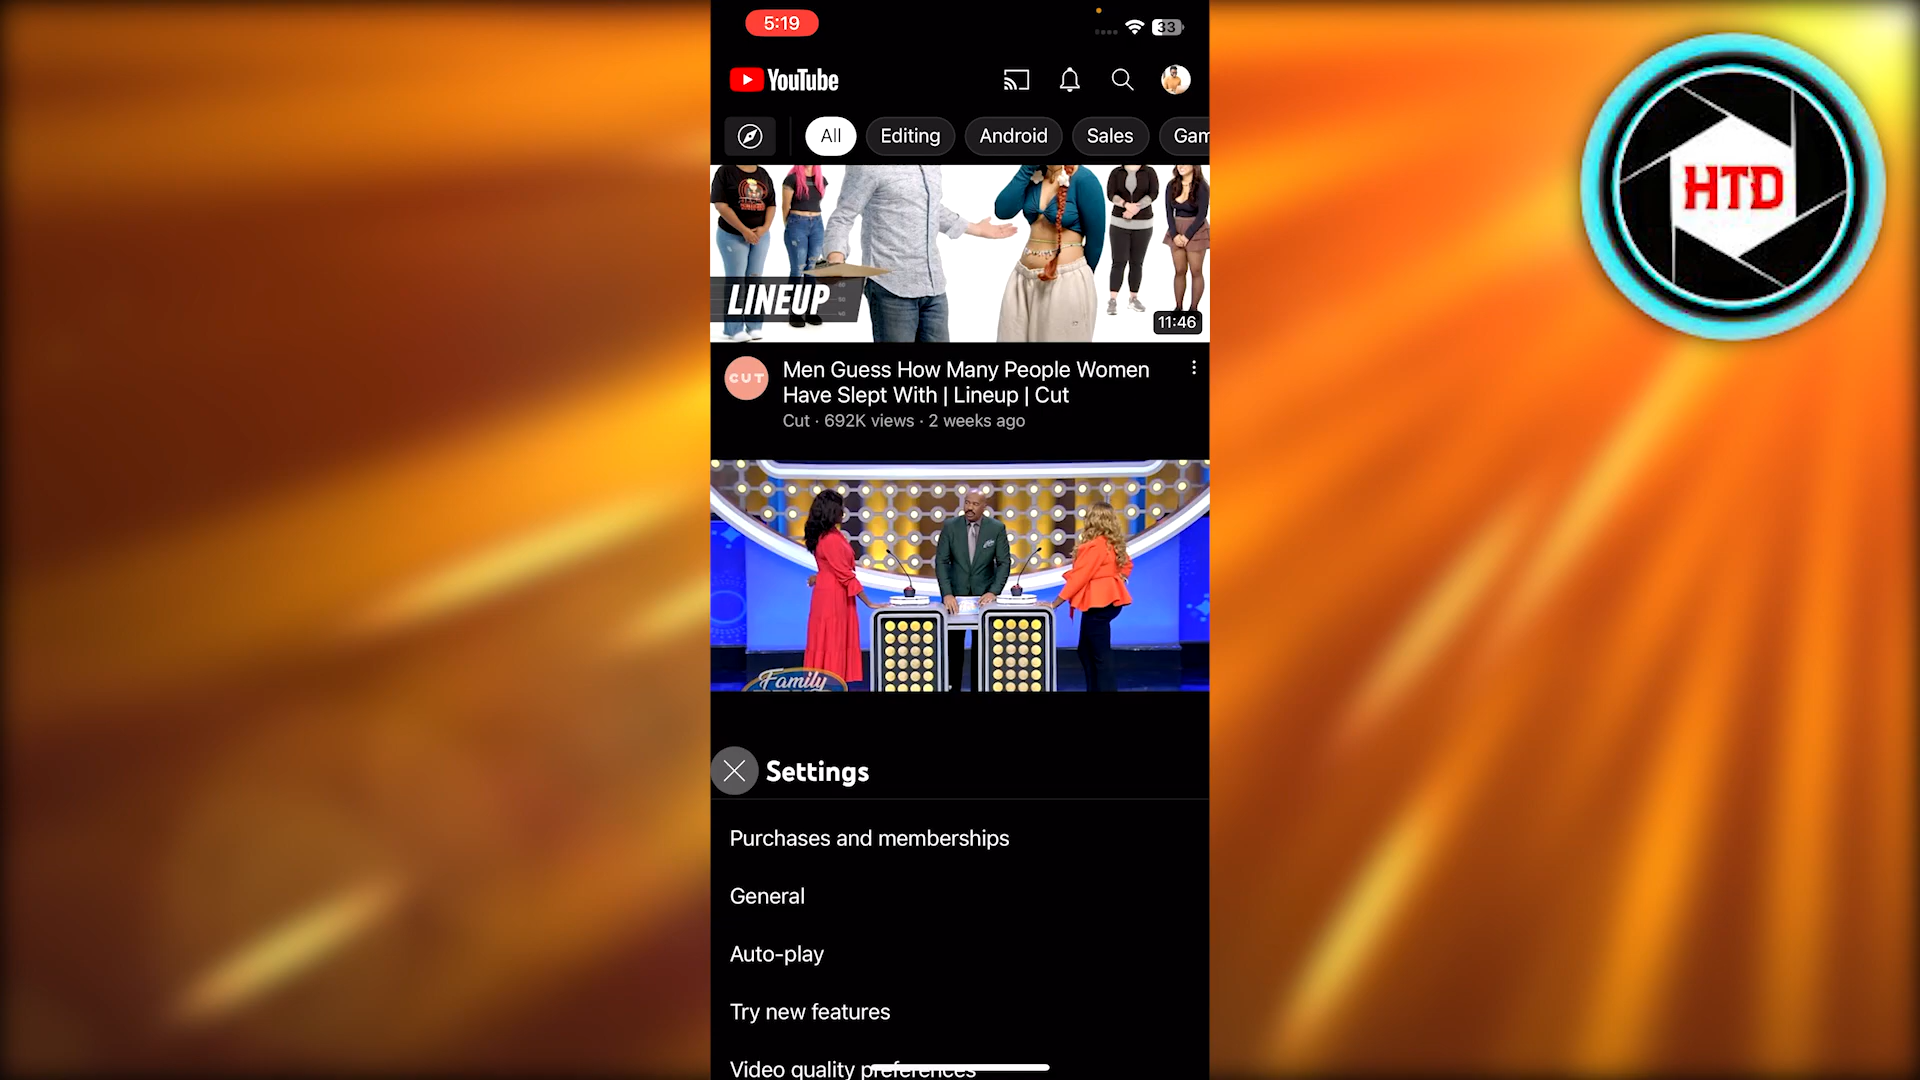 5:19
33
YouTube
All
Editing
Android
Sales
Gam
LINEUP
11:46
CUT
Men Guess How Many People Women
Have Slept With | Lineup | Cut
Cut · 692K views · 2 weeks ago
Family
Settings
Purchases and memberships
General
Auto-play
Try new features
Video quality preferences
HTD